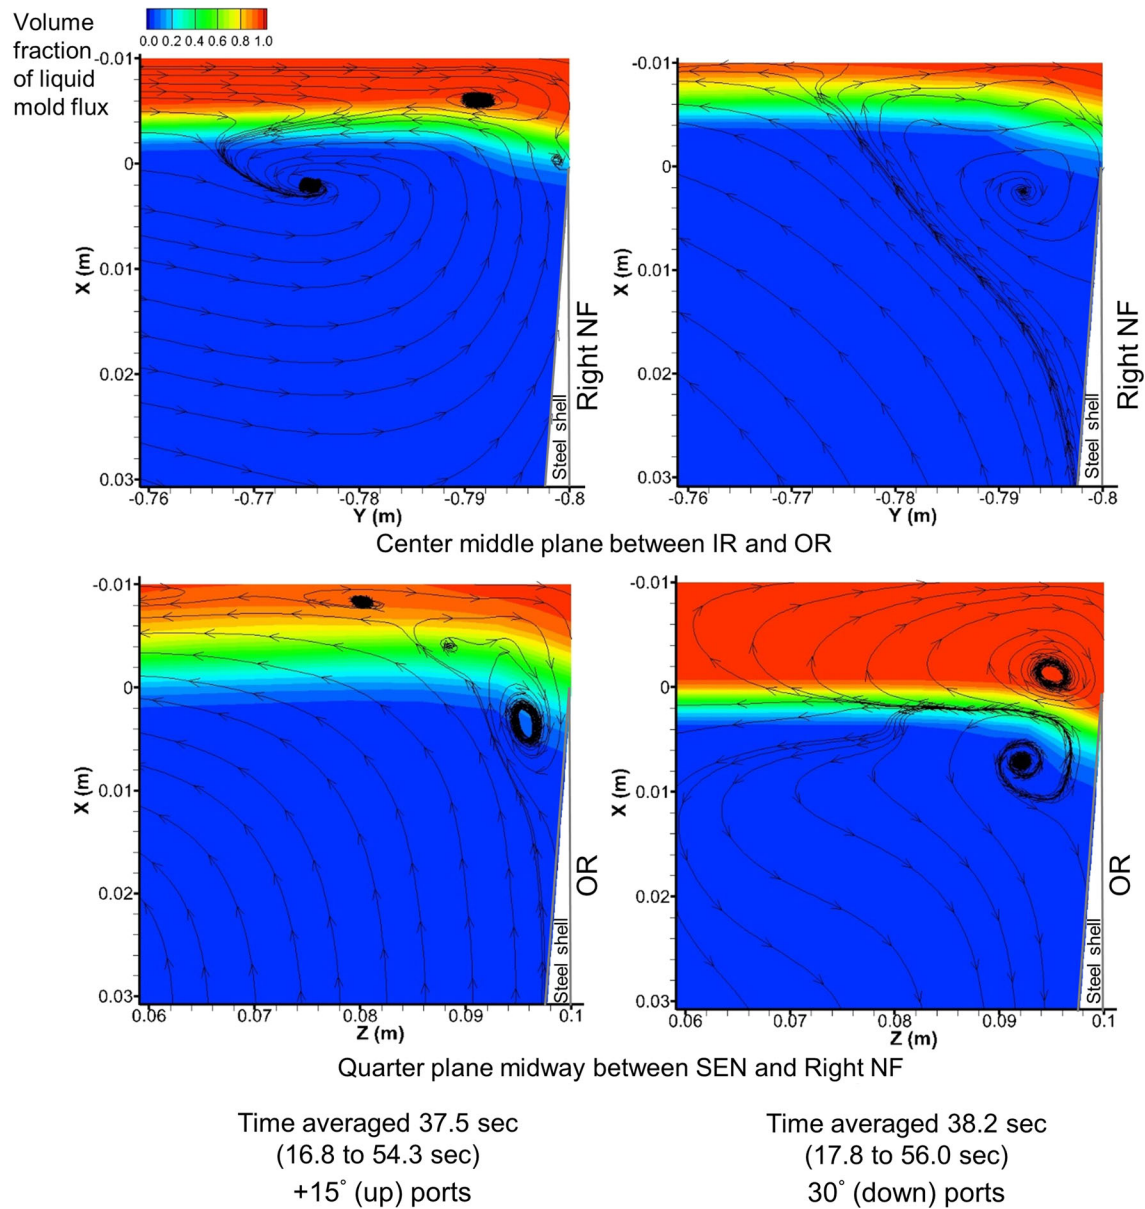 Volume
fraction
of liquid
mold flux
0.0 0.2 0.4 0.6 0.8 1.0
-0.01
0
0.01
0.02
0.03
X (m)
-0.76 -0.77 -0.78 -0.79 -0.8
Y (m)
Steel shell
Right NF
-0.01
0
0.01
0.02
0.03
X (m)
-0.76 -0.77 -0.78 -0.79 -0.8
Y (m)
Steel shell
Right NF
Center middle plane between IR and OR
-0.01
0
0.01
0.02
0.03
X (m)
0.06 0.07 0.08 0.09 0.1
Z (m)
Steel shell
OR
-0.01
0
0.01
0.02
0.03
X (m)
0.06 0.07 0.08 0.09 0.1
Z (m)
Steel shell
OR
Quarter plane midway between SEN and Right NF
Time averaged 37.5 sec
(16.8 to 54.3 sec)
+15° (up) ports
Time averaged 38.2 sec
(17.8 to 56.0 sec)
30° (down) ports